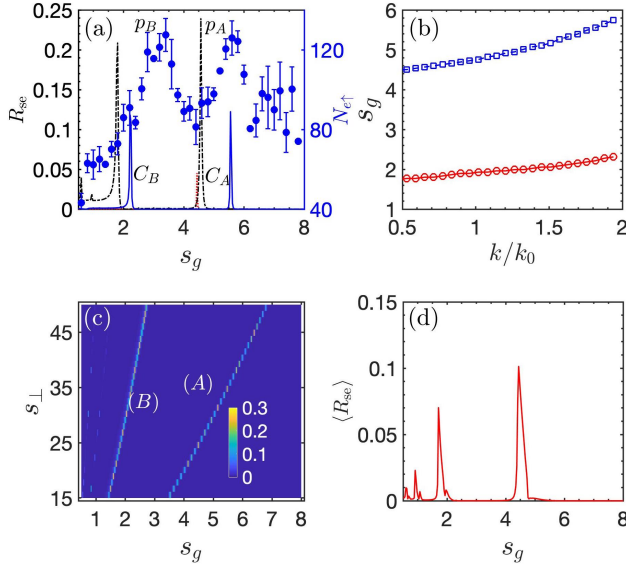 (a) p_B p_A
0.25
0.2
0.15
0.1
0.05
0
R_se
120
80
40
N_e↑
C_B C_A
2 4 6 8
s_g
(b)
6
5
4
3
2
1
s_g
0.5 1 1.5 2
k/k_0
(c)
45
35
25
15
s_⊥
(B) (A)
0.3
0.2
0.1
0
1 2 3 4 5 6 7 8
s_g
(d)
0.15
0.1
0.05
0
⟨R_se⟩
2 4 6 8
s_g